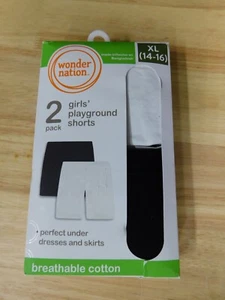 wonder
nation.
XL
(14-16)
2
pack
girls'
playground
shorts
• perfect under
dresses and skirts
breathable cotton